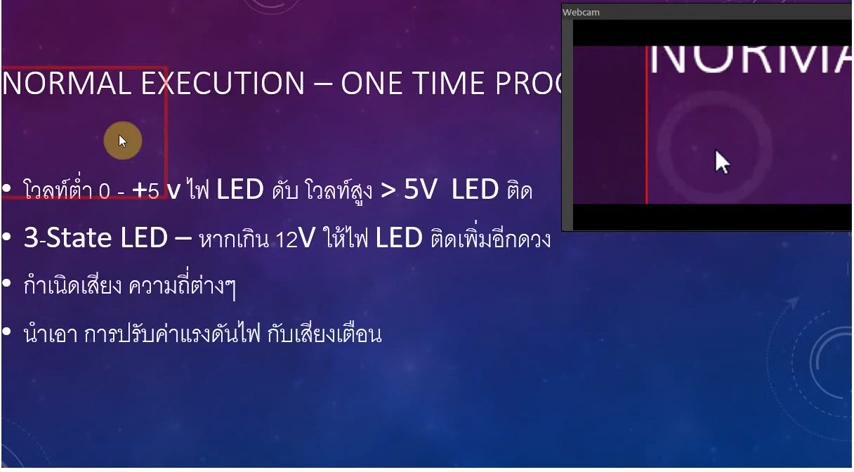 Webcam
NORMAL EXECUTION – ONE TIME PROG
NORMA
• โวลท์ต่ำ 0 - +5 v ไฟ LED ดับ โวลท์สูง > 5V LED ติด
• 3-State LED – หากเกิน 12V ให้ไฟ LED ติดเพิ่มอีกดวง
• กำเนิดเสียง ความถี่ต่างๆ
• นำเอา การปรับค่าแรงดันไฟ กับเสียงเตือน